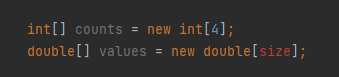 int[] counts = new int[4];
double[] values = new double[size];